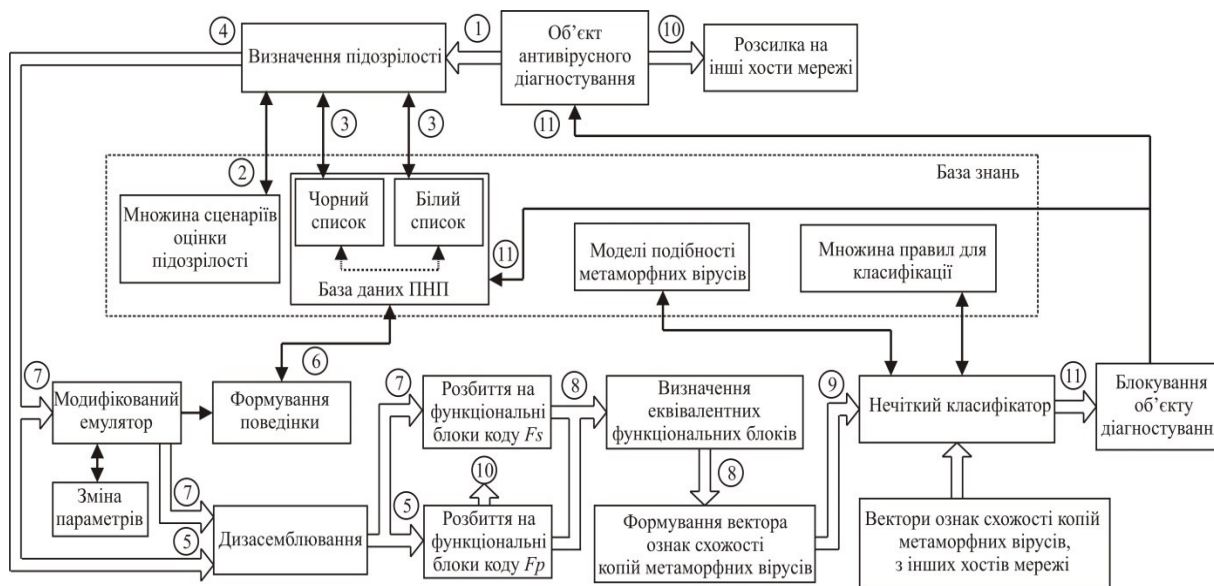 4
Визначення підозрілості
1
Об’єкт
антивірусного
діагностування
10
Розсилка на
інші хости мережі
3
3
11
2
База знань
Множина сценаріїв
оцінки
підозрілості
Чорний
список
Білий
список
База даних ПНП
11
Моделі подібності
метаморфних вірусів
Множина правил для
класифікації
7
Модифікований
емулятор
6
Формування
поведінки
7
Розбиття на
функціональні
блоки коду Fs
8
Визначення
еквівалентних
функціональних блоків
9
Нечіткий класифікатор
11
Блокування
об’єкту
діагностуванн
Зміна
параметрів
7
5
Дизасемблювання
10
5
Розбиття на
функціональні
блоки коду Fp
8
Формування вектора
ознак схожості
копій метаморфних вірусів
Вектори ознак схожості копій
метаморфних вірусів,
з інших хостів мережі